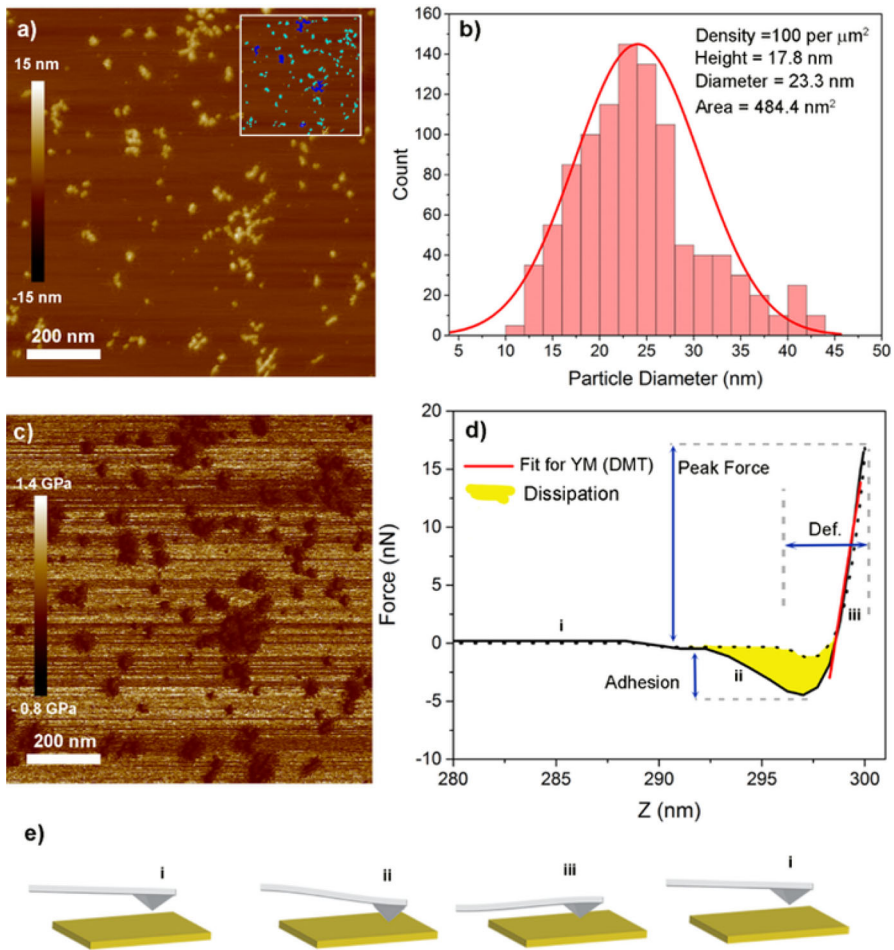 a)
15 nm
-15 nm
200 nm
b)
Density =100 per μm²
Height = 17.8 nm
Diameter = 23.3 nm
Area = 484.4 nm²
160
140
120
100
80
60
40
20
0
Count
5 10 15 20 25 30 35 40 45 50
Particle Diameter (nm)
c)
1.4 GPa
- 0.8 GPa
200 nm
d)
Fit for YM (DMT)
Dissipation
Peak Force
Def.
i
ii
iii
Adhesion
20
15
10
5
0
-5
-10
Force (nN)
280 285 290 295 300
Z (nm)
e)
i
ii
iii
i